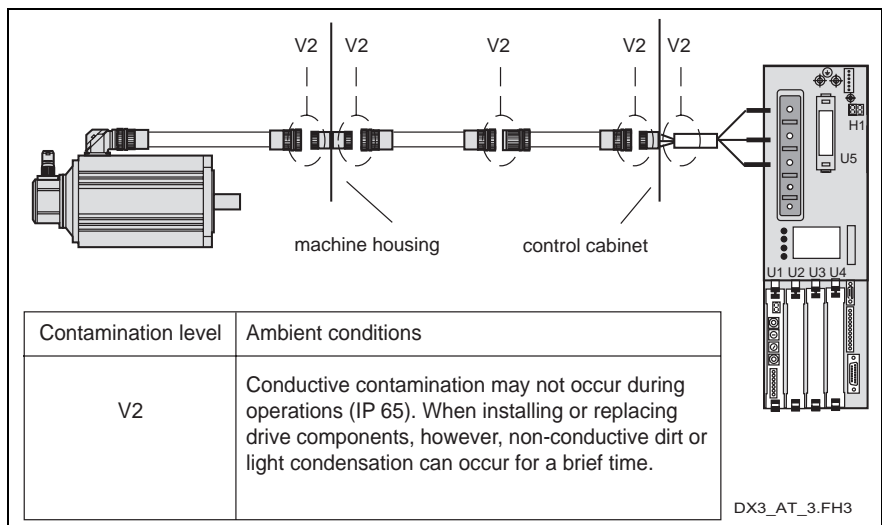 V2 V2 V2 V2 V2
H1
U5
machine housing
control cabinet
U1 U2 U3 U4
Contamination level
Ambient conditions
V2
Conductive contamination may not occur during
operations (IP 65). When installing or replacing
drive components, however, non-conductive dirt or
light condensation can occur for a brief time.
DX3_AT_3.FH3